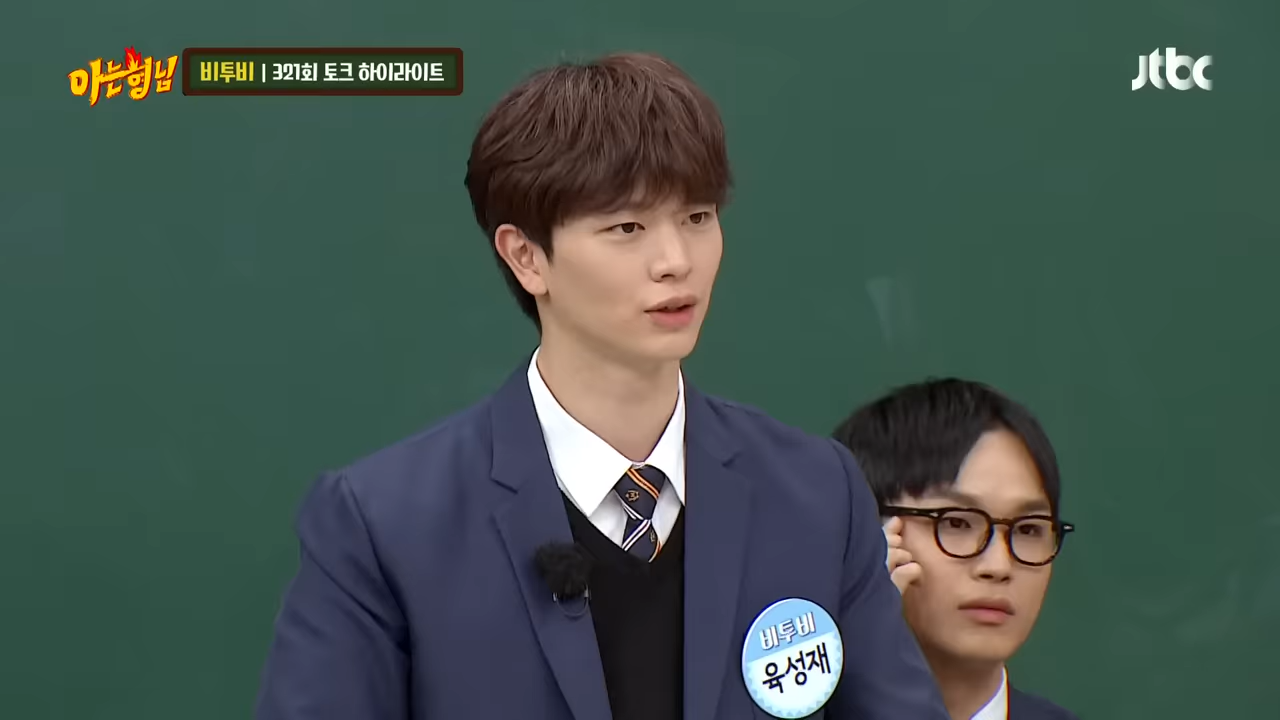 아는형님
비투비 | 321회 토크 하이라이트
jtbc
비투비
육성재